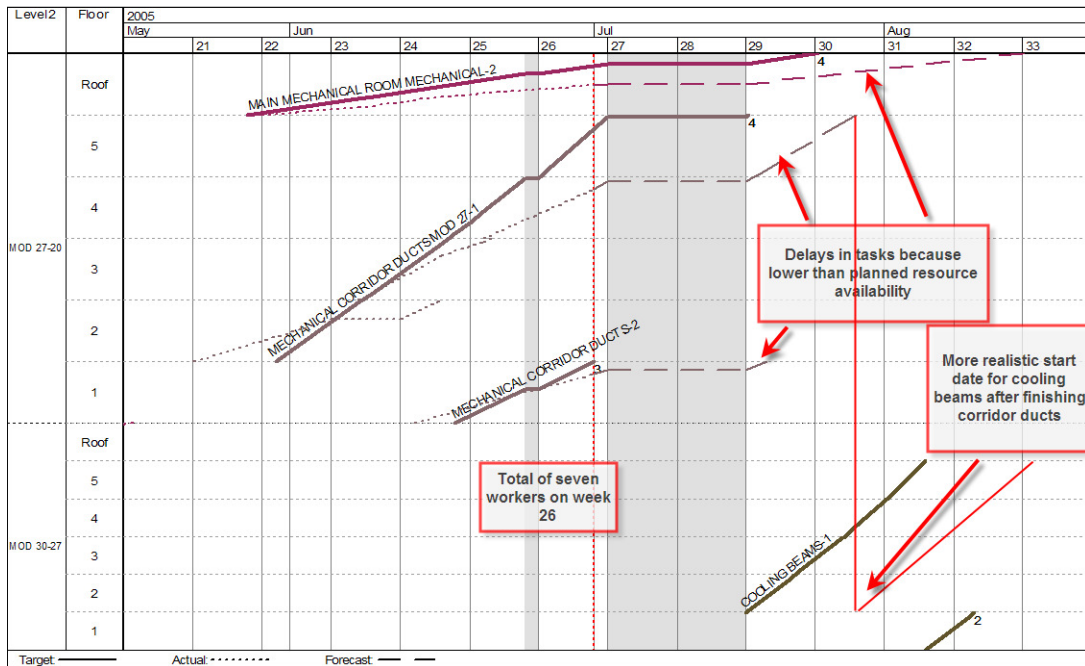 Level2 Floor 2005
May Jun Jul Aug
21 22 23 24 25 26 27 28 29 30 31 32 33
Roof
MAIN MECHANICAL ROOM MECHANICAL-2
4
5
4
4
MECHANICAL CORRIDOR DUCTS MOD 27-1
MOD 27-20
3
Delays in tasks because
lower than planned resource
availability
2
MECHANICAL CORRIDOR DUCTS-2
3
1
More realistic start
date for cooling
beams after finishing
corridor ducts
Roof
Total of seven
workers on week
26
5
4
MOD 30-27
3
COOLING BEAMS-1
2
2
1
Target: Actual: Forecast: